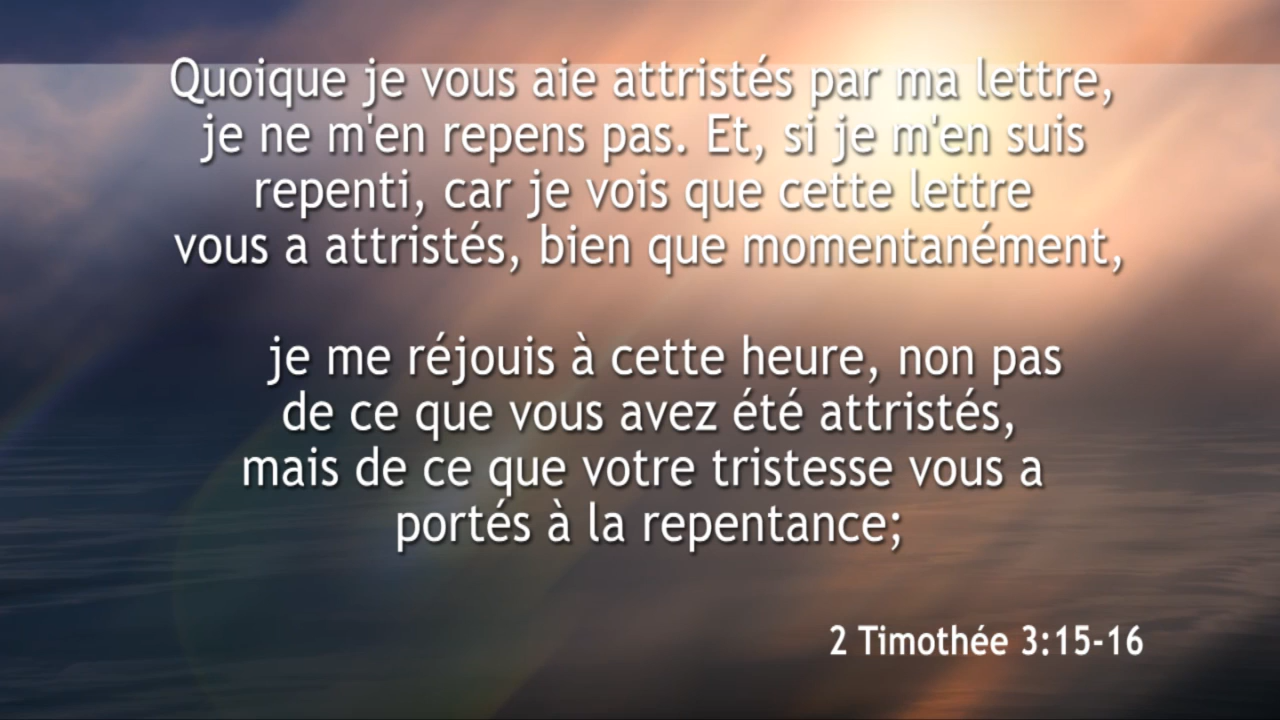 Quoique je vous aie attristés par ma lettre,
je ne m'en repens pas. Et, si je m'en suis
repenti, car je vois que cette lettre
vous a attristés, bien que momentanément,
je me réjouis à cette heure, non pas
de ce que vous avez été attristés,
mais de ce que votre tristesse vous a
portés à la repentance;
2 Timothée 3:15-16